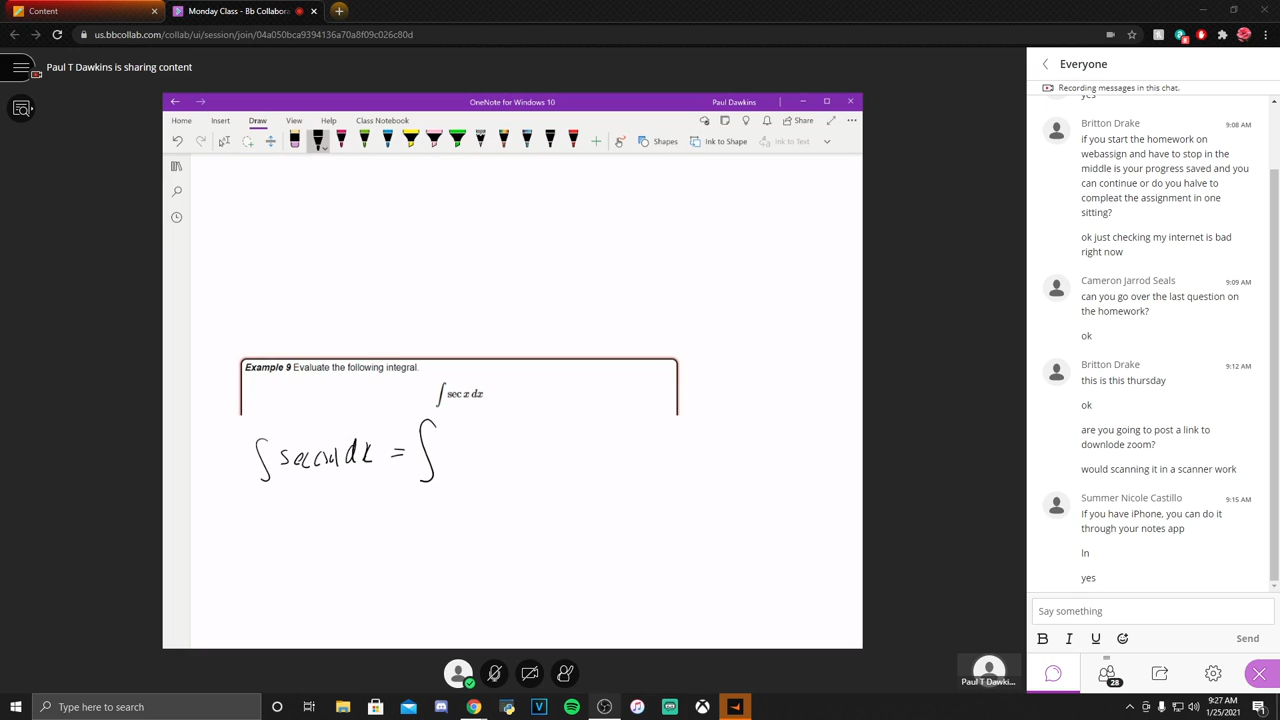 Content
Monday Class - Bb Collabora
us.bbcollab.com/collab/ui/session/join/04a050bca9394136a70a8f09c026c80d
Paul T Dawkins is sharing content
OneNote for Windows 10
Paul Dawkins
Home Insert Draw View Help Class Notebook
Share
Shapes
Ink to Shape
Ink to Text
Example 9 Evaluate the following integral.
∫ sec x dx
∫ sec(x) dx = ∫
Paul T Dawki...
Everyone
Recording messages in this chat.
yes
Britton Drake 9:08 AM
if you start the homework on
webassign and have to stop in the
middle is your progress saved and you
can continue or do you halve to
compleat the assignment in one
sitting?
ok just checking my internet is bad
right now
Cameron Jarrod Seals 9:09 AM
can you go over the last question on
the homework?
ok
Britton Drake 9:12 AM
this is this thursday
ok
are you going to post a link to
downlode zoom?
would scanning it in a scanner work
Summer Nicole Castillo 9:15 AM
If you have iPhone, you can do it
through your notes app
ln
yes
Say something
B I U Send
23
Type here to search
9:27 AM
1/25/2021